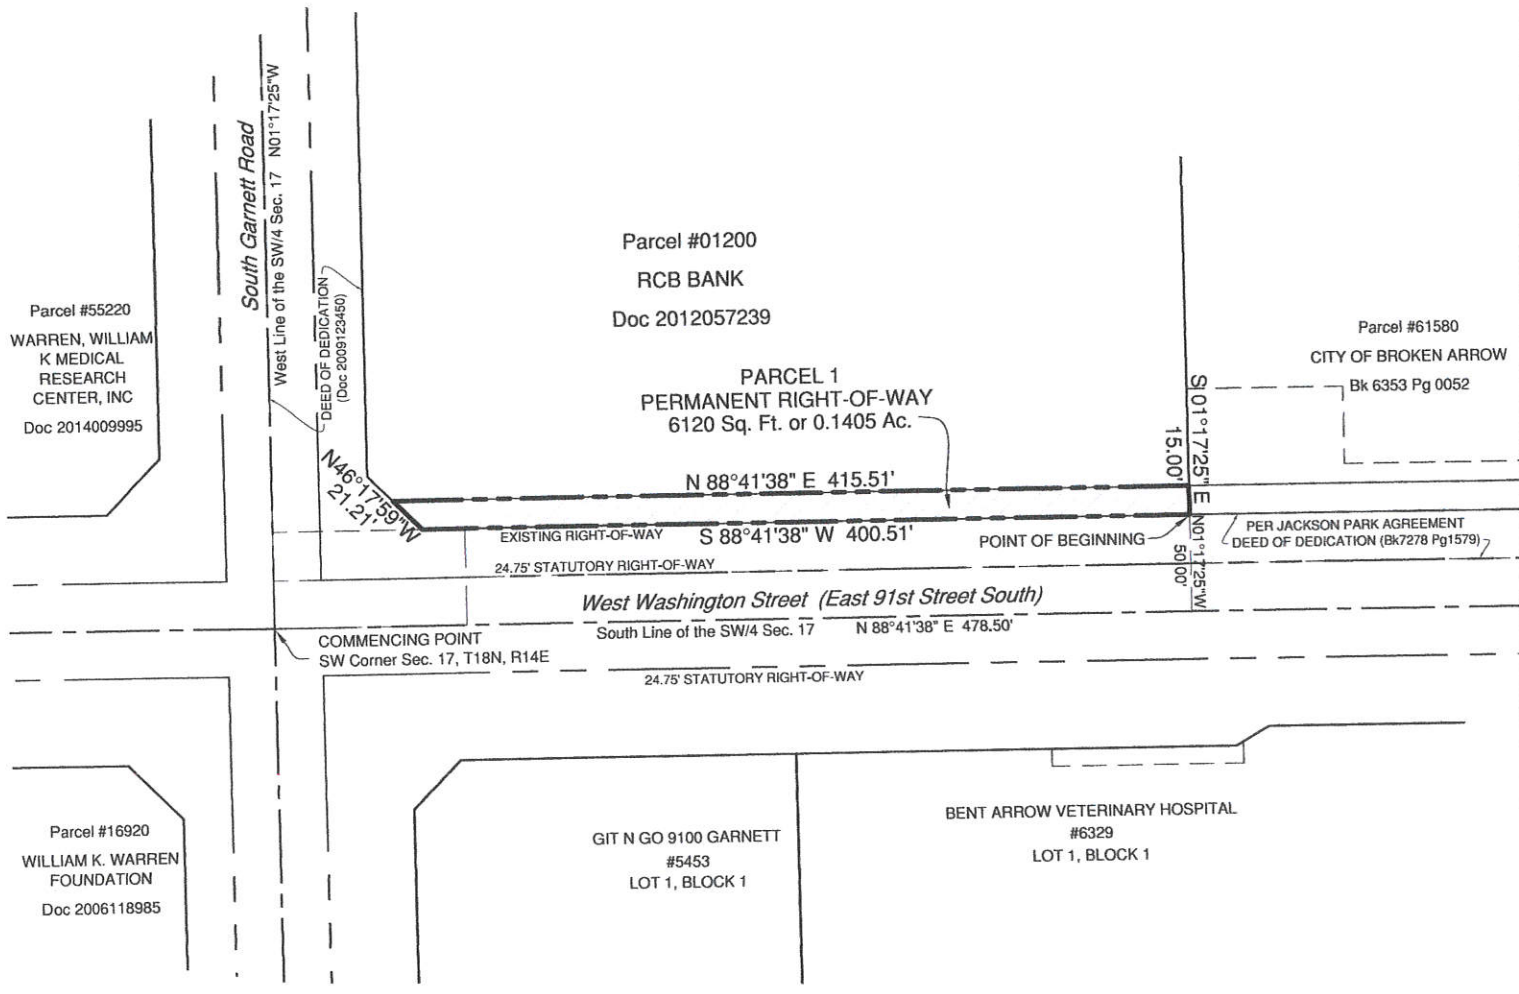 South Garnett Road
West Line of the SW/4 Sec. 17 N01°17'25"W
DEED OF DEDICATION
(Doc 2009123450)
Parcel #55220
WARREN, WILLIAM
K MEDICAL
RESEARCH
CENTER, INC
Doc 2014009995
Parcel #01200
RCB BANK
Doc 2012057239
PARCEL 1
PERMANENT RIGHT-OF-WAY
6120 Sq. Ft. or 0.1405 Ac.
Parcel #61580
CITY OF BROKEN ARROW
Bk 6353 Pg 0052
S 01°17'25" E
15.00'
N46°17'59"W
21.21'
N 88°41'38" E 415.51'
EXISTING RIGHT-OF-WAY
S 88°41'38" W 400.51'
POINT OF BEGINNING
N01°17'25"W
50.00'
PER JACKSON PARK AGREEMENT
DEED OF DEDICATION (Bk7278 Pg1579)
24.75' STATUTORY RIGHT-OF-WAY
West Washington Street (East 91st Street South)
South Line of the SW/4 Sec. 17 N 88°41'38" E 478.50'
COMMENCING POINT
SW Corner Sec. 17, T18N, R14E
24.75' STATUTORY RIGHT-OF-WAY
Parcel #16920
WILLIAM K. WARREN
FOUNDATION
Doc 2006118985
GIT N GO 9100 GARNETT
#5453
LOT 1, BLOCK 1
BENT ARROW VETERINARY HOSPITAL
#6329
LOT 1, BLOCK 1